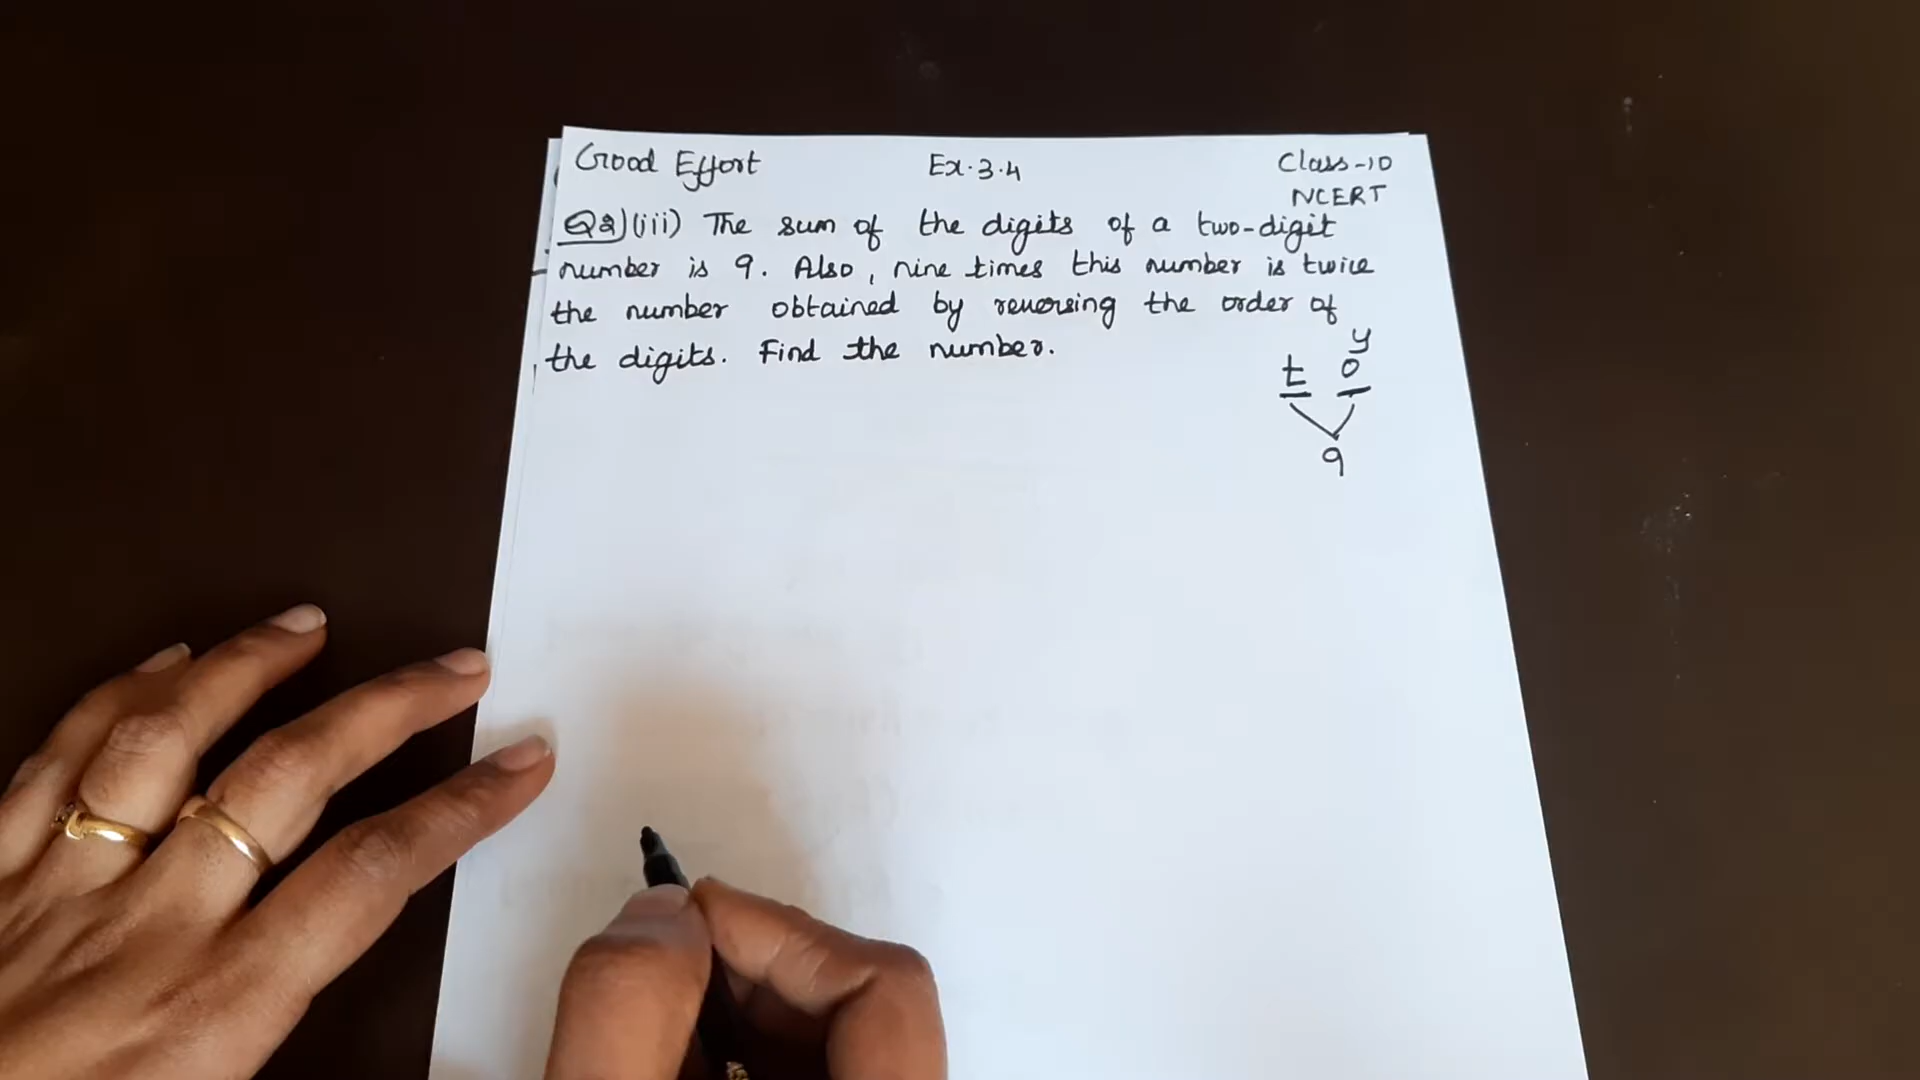 Good Effort Ex.3.4 Class-10
NCERT
Q2)(iii) The sum of the digits of a two-digit
number is 9. Also, nine times this number is twice
the number obtained by reversing the order of
the digits. Find the number.
y
t o
9